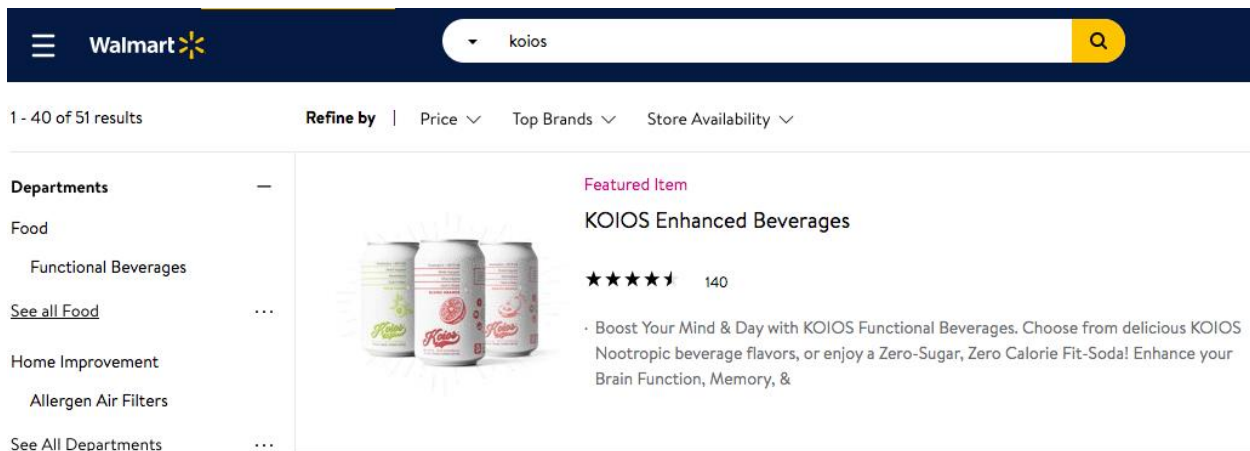 Walmart
koios
1 - 40 of 51 results
Refine by | Price Top Brands Store Availability
Departments
Food
Functional Beverages
See all Food
Home Improvement
Allergen Air Filters
See All Departments
Featured Item
KOIOS Enhanced Beverages
140
· Boost Your Mind & Day with KOIOS Functional Beverages. Choose from delicious KOIOS
Nootropic beverage flavors, or enjoy a Zero-Sugar, Zero Calorie Fit-Soda! Enhance your
Brain Function, Memory, &
Koios
Koios
Koios